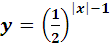 y = (1/2)^{|x|−1}